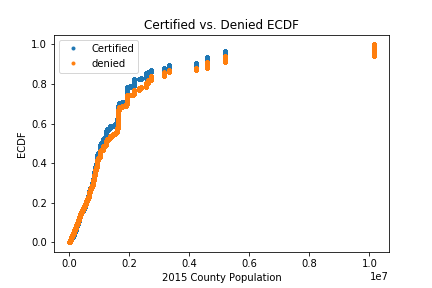 Certified vs. Denied ECDF
1.0
0.8
0.6
0.4
0.2
0.0
ECDF
Certified
denied
0.0 0.2 0.4 0.6 0.8 1.0
1e7
2015 County Population